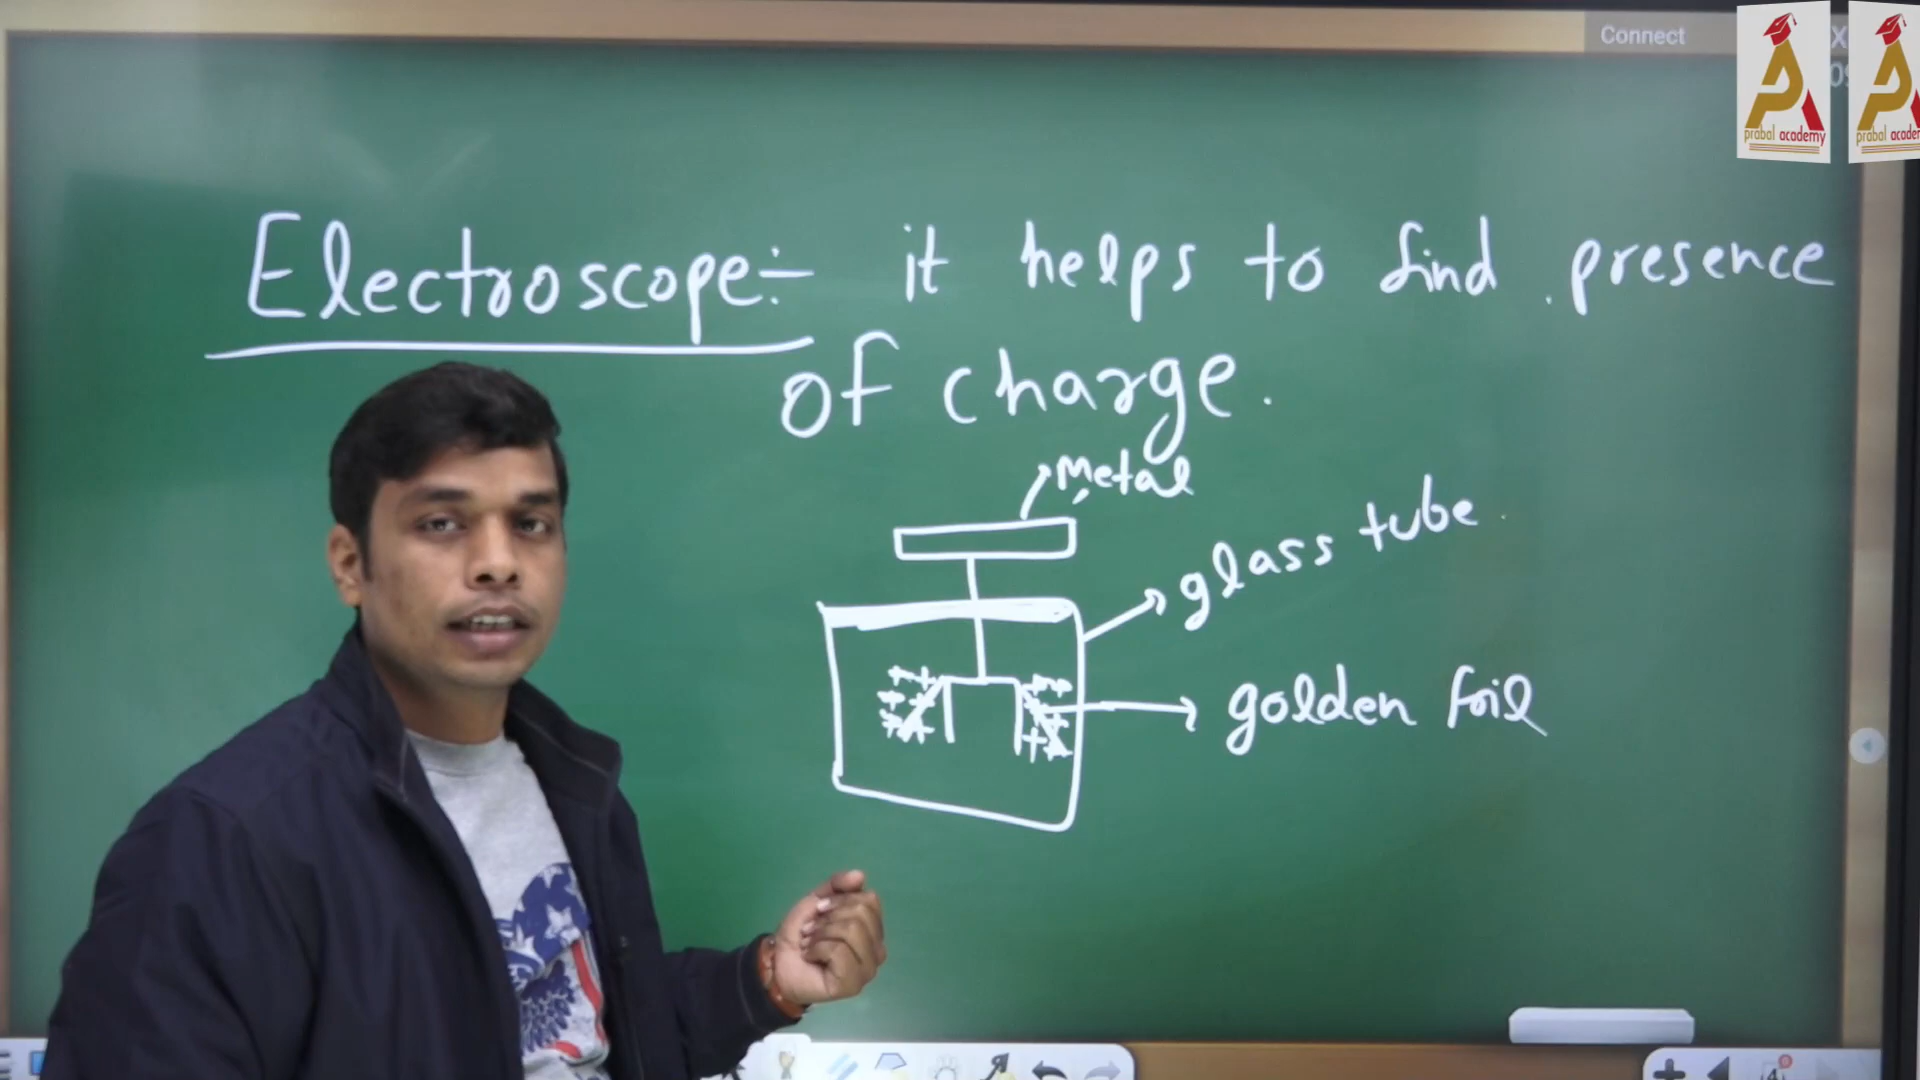 Connect
prabal academy
prabal academ
Electroscope:- it helps to find presence
of charge.
Metal
glass tube
golden foil